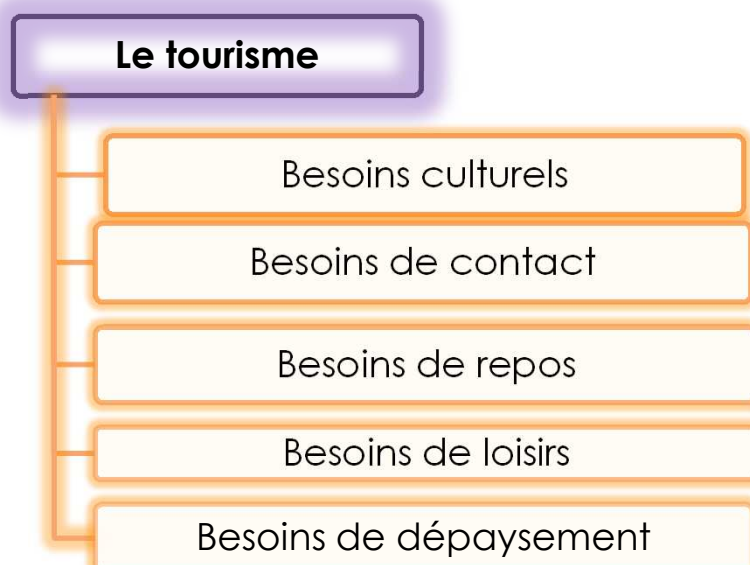 Le tourisme
Besoins culturels
Besoins de contact
Besoins de repos
Besoins de loisirs
Besoins de dépaysement